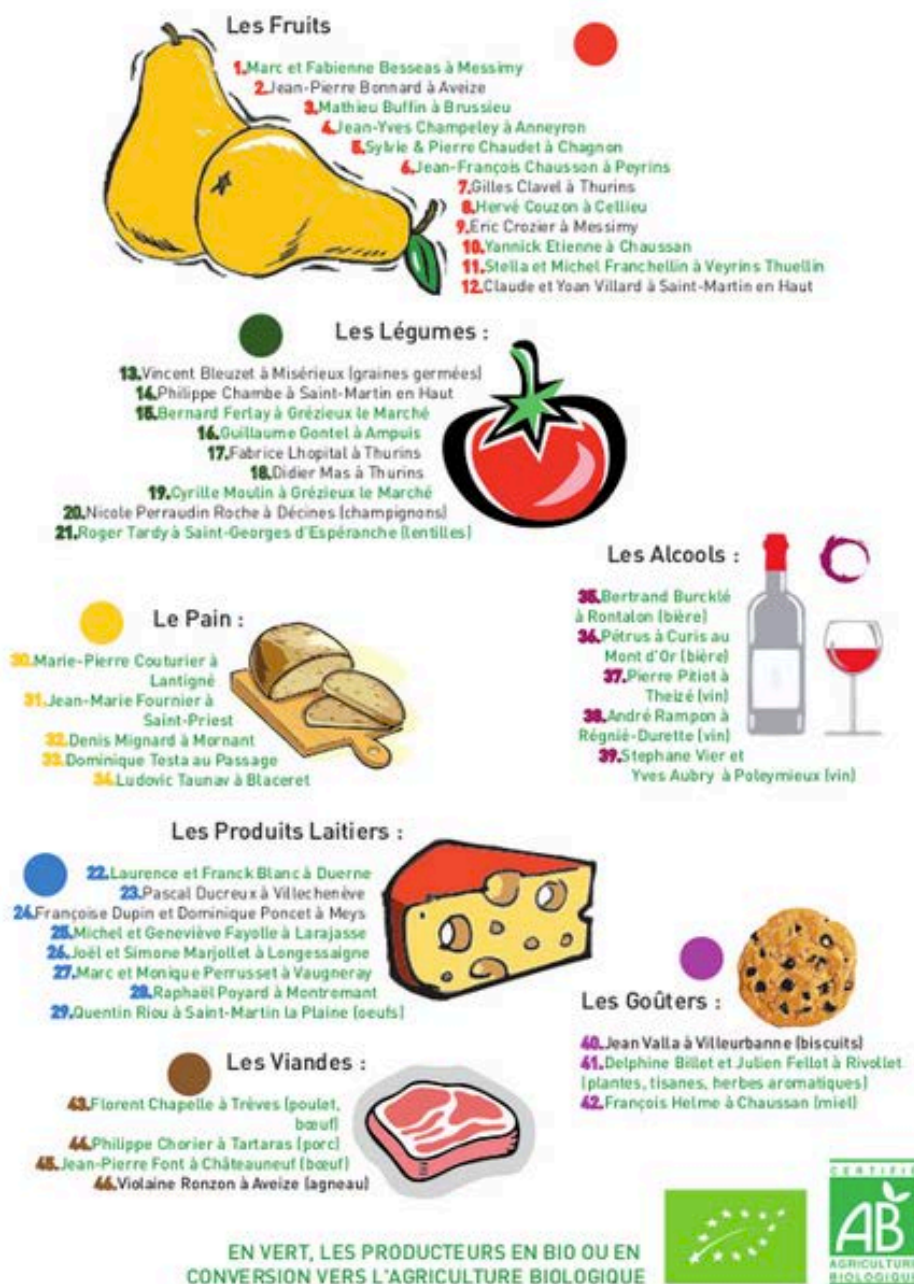 Les Fruits
1.Marc et Fabienne Besseas à Messimy
2.Jean-Pierre Bonnard à Aveize
3.Mathieu Buffin à Brussieu
4.Jean-Yves Champeley à Anneyron
5.Sylvie & Pierre Chaudet à Chagnon
6.Jean-François Chausson à Peyrins
7.Gilles Clavel à Thurins
8.Hervé Couzon à Cellieu
9.Eric Crozier à Messimy
10.Yannick Etienne à Chaussan
11.Stella et Michel Franchellin à Veyrins Thuellin
12.Claude et Yoan Villard à Saint-Martin en Haut
Les Légumes :
13.Vincent Bleuzet à Misérieux (graines germées)
14.Philippe Chambe à Saint-Martin en Haut
15.Bernard Ferlay à Grézieux le Marché
16.Guillaume Gontel à Ampuis
17.Fabrice Lhopital à Thurins
18.Didier Mas à Thurins
19.Cyrille Moulin à Grézieux le Marché
20.Nicole Perraudin Roche à Décines (champignons)
21.Roger Tardy à Saint-Georges d'Espéranche (lentilles)
Les Alcools :
35.Bertrand Burcklé
à Rontalon (bière)
36.Pétrus à Curis au
Mont d'Or (bière)
37.Pierre Pitiot à
Theizé (vin)
38.André Rampon à
Régnié-Durette (vin)
39.Stephane Vier et
Yves Aubry à Poleymieux (vin)
Le Pain :
30.Marie-Pierre Couturier à
Lantigné
31.Jean-Marie Fournier à
Saint-Priest
32.Denis Mignard à Mornant
33.Dominique Testa au Passage
34.Ludovic Taunav à Blaceret
Les Produits Laitiers :
22.Laurence et Franck Blanc à Duerne
23.Pascal Ducreux à Villechenève
24.Françoise Dupin et Dominique Poncet à Meys
25.Michel et Geneviève Fayolle à Larajasse
26.Joël et Simone Marjollet à Longessaigne
27.Marc et Monique Perrusset à Vaugneray
28.Raphaël Poyard à Montromant
29.Quentin Riou à Saint-Martin la Plaine (oeufs)
Les Goûters :
40.Jean Valla à Villeurbanne (biscuits)
41.Delphine Billet et Julien Fellot à Rivollet
(plantes, tisanes, herbes aromatiques)
42.François Helme à Chaussan (miel)
Les Viandes :
43.Florent Chapelle à Trèves (poulet,
bœuf)
44.Philippe Chorier à Tartaras (porc)
45.Jean-Pierre Font à Châteauneuf (bœuf)
46.Violaine Ronzon à Aveize (agneau)
EN VERT, LES PRODUCTEURS EN BIO OU EN
CONVERSION VERS L'AGRICULTURE BIOLOGIQUE
CERTIFIÉ
AB
AGRICULTURE
BIOLOGIQUE